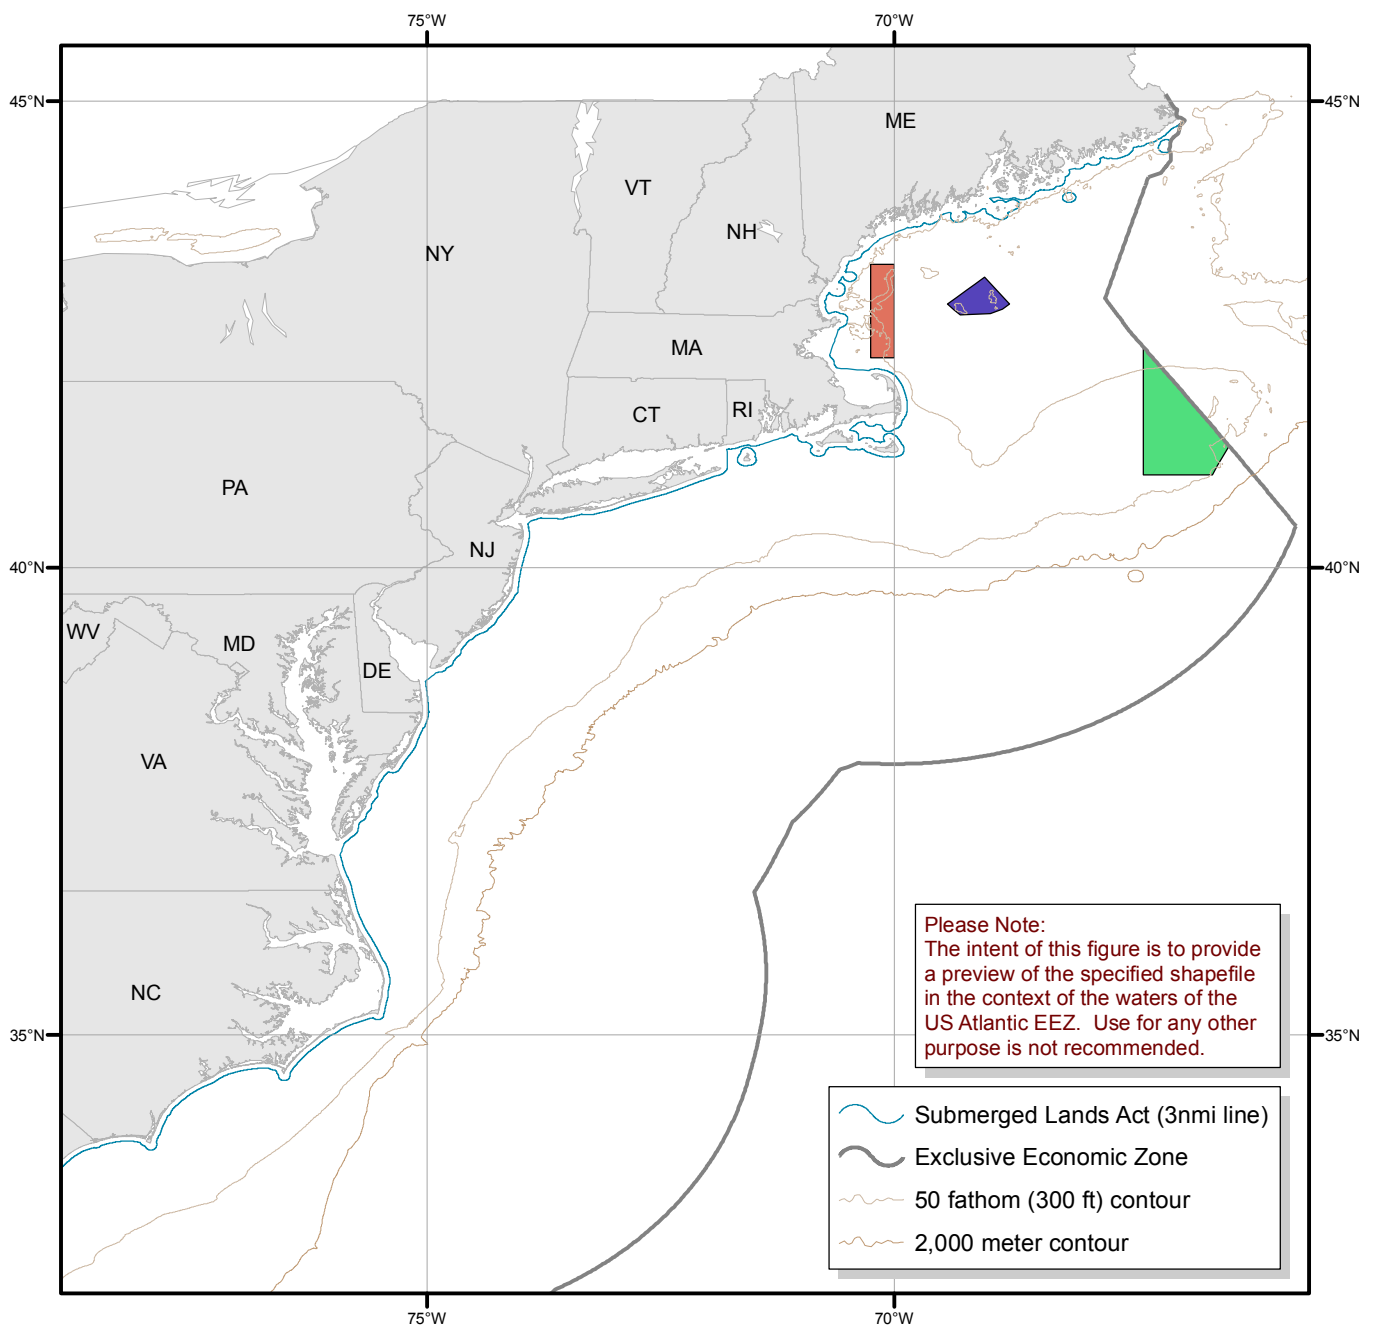 75°W
70°W
45°N
45°N
ME
VT
NH
NY
MA
CT
RI
PA
NJ
40°N
40°N
WV
MD
DE
VA
Please Note:
The intent of this figure is to provide
a preview of the specified shapefile
in the context of the waters of the
US Atlantic EEZ.  Use for any other
purpose is not recommended.
NC
35°N
35°N
Submerged Lands Act (3nmi line)
Exclusive Economic Zone
50 fathom (300 ft) contour
2,000 meter contour
75°W
70°W